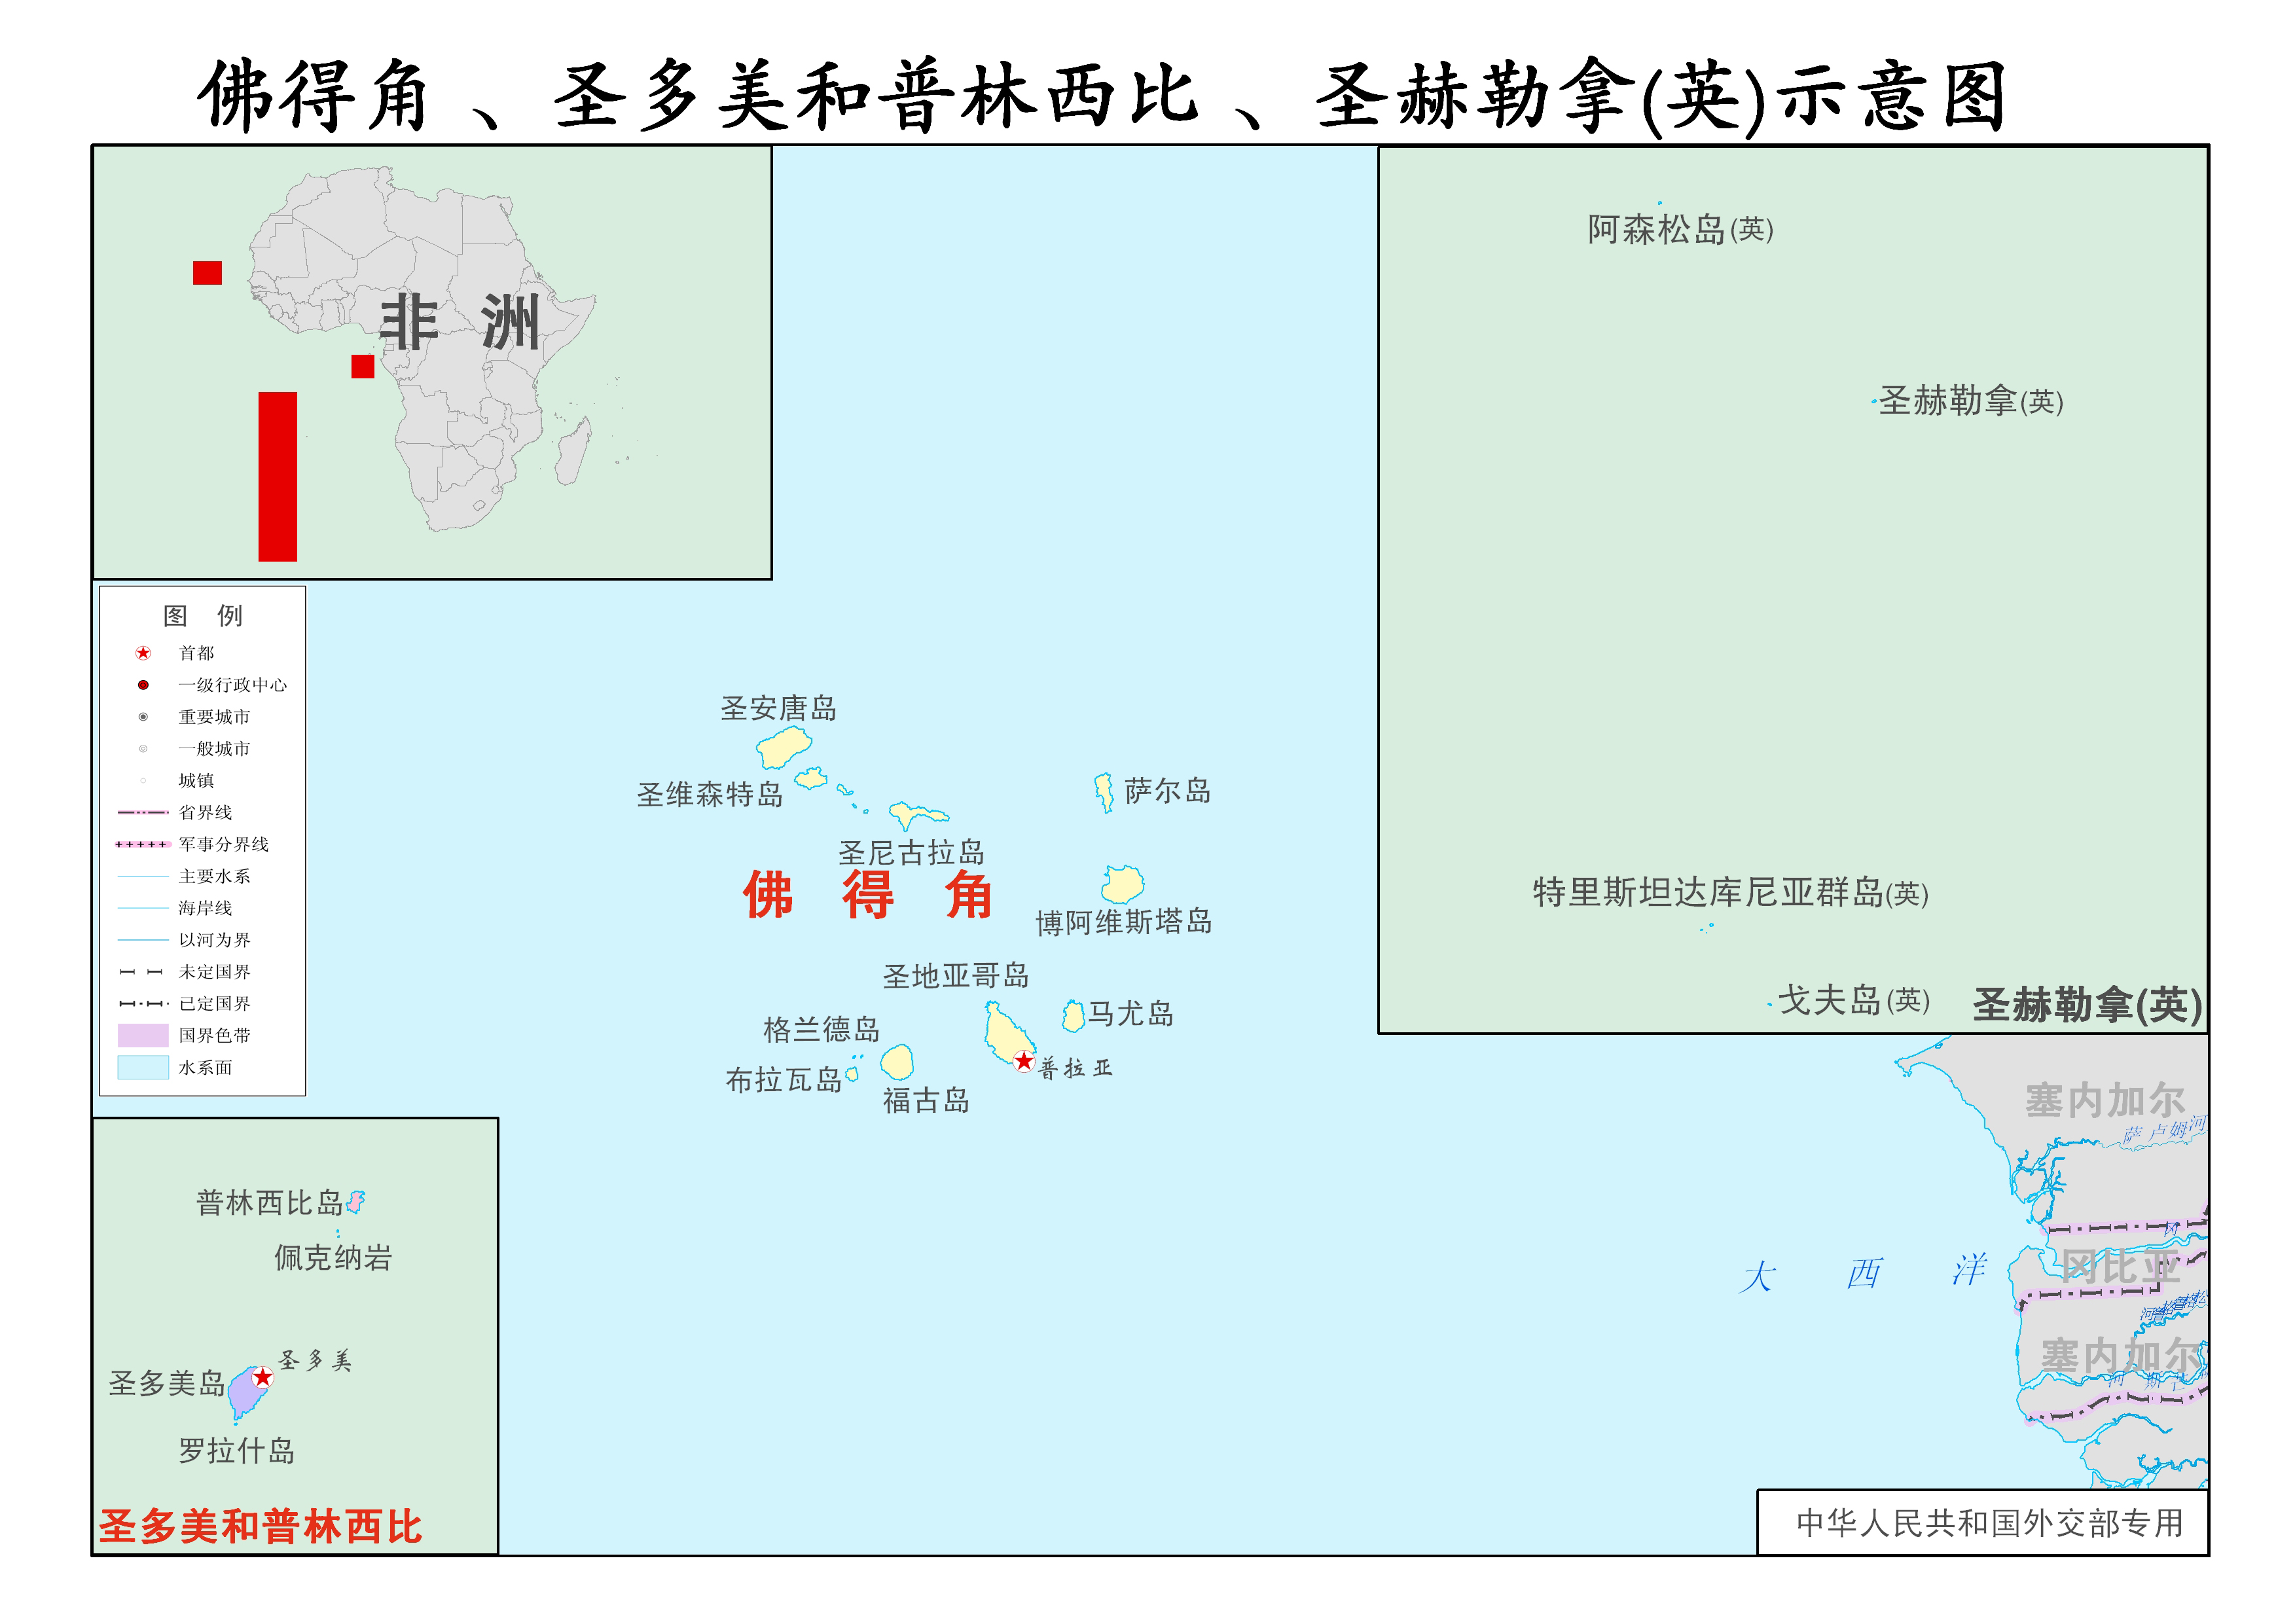 佛得角、圣多美和普林西比、圣赫勒拿(英)示意图
非 洲
阿森松岛(英)
圣赫勒拿(英)
特里斯坦达库尼亚群岛(英)
戈夫岛(英)
圣赫勒拿(英)
图 例
首都
一级行政中心
重要城市
一般城市
城镇
省界线
军事分界线
主要水系
海岸线
以河为界
未定国界
已定国界
国界色带
水系面
圣安唐岛
圣维森特岛
萨尔岛
圣尼古拉岛
佛 得 角
博阿维斯塔岛
圣地亚哥岛
马尤岛
格兰德岛
普拉亚
布拉瓦岛
福古岛
塞内加尔
萨卢姆河
冈
冈比亚
大 西 洋
塞内加尔
普林西比岛
佩克纳岩
圣多美
圣多美岛
罗拉什岛
圣多美和普林西比
中华人民共和国外交部专用